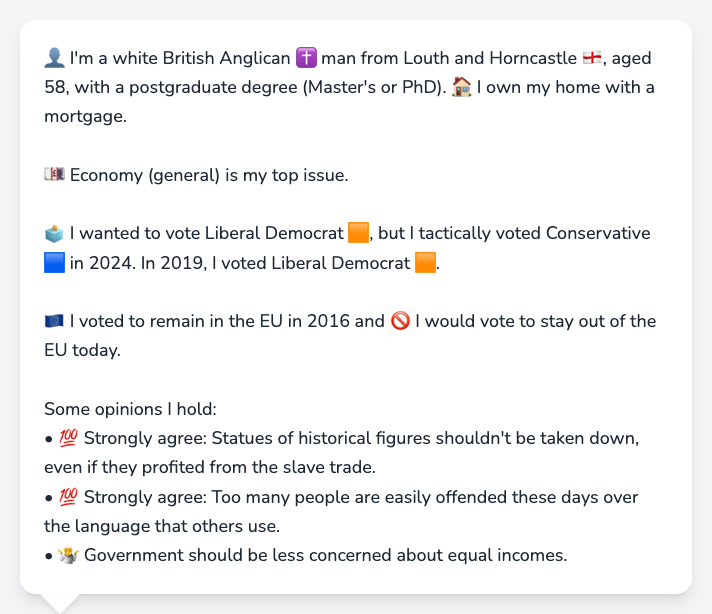 👤 I'm a white British Anglican ✝️ man from Louth and Horncastle 🏴󠁧󠁢󠁥󠁮󠁧󠁿, aged
58, with a postgraduate degree (Master's or PhD). 🏠 I own my home with a
mortgage.
💷 Economy (general) is my top issue.
🗳️ I wanted to vote Liberal Democrat 🟧, but I tactically voted Conservative
🟦 in 2024. In 2019, I voted Liberal Democrat 🟧.
🇪🇺 I voted to remain in the EU in 2016 and 🚫 I would vote to stay out of the
EU today.
Some opinions I hold:
• 💯 Strongly agree: Statues of historical figures shouldn't be taken down,
even if they profited from the slave trade.
• 💯 Strongly agree: Too many people are easily offended these days over
the language that others use.
• 🤷 Government should be less concerned about equal incomes.